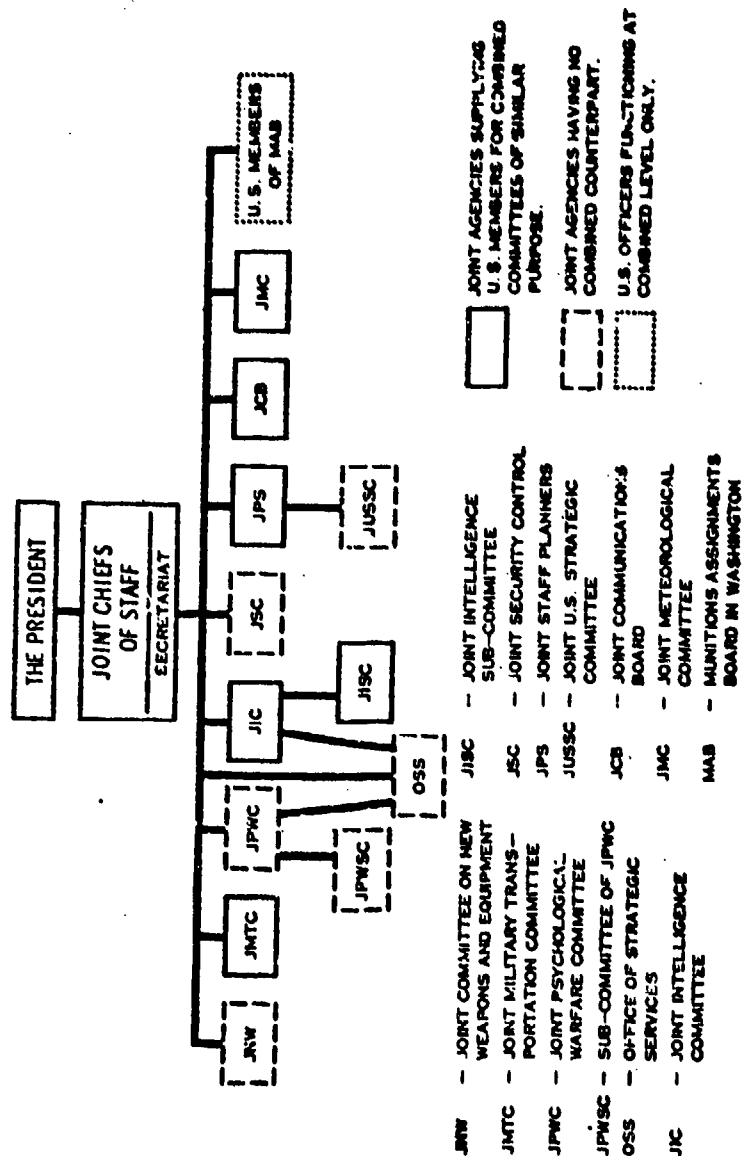 THE PRESIDENT
JOINT CHIEFS
OF STAFF
SECRETARIAT
JNW
JMTC
JPWC
JIC
JSC
JPS
JCB
JMC
U.S. MEMBERS
OF MAB
JPWSC
OSS
JISC
JUSSC
JNW – JOINT COMMITTEE ON NEW
WEAPONS AND EQUIPMENT
JMTC – JOINT MILITARY TRANS–
PORTATION COMMITTEE
JPWC – JOINT PSYCHOLOGICAL
WARFARE COMMITTEE
JPWSC – SUB–COMMITTEE OF JPWC
OSS – OFFICE OF STRATEGIC
SERVICES
JIC – JOINT INTELLIGENCE
COMMITTEE
JISC – JOINT INTELLIGENCE
SUB–COMMITTEE
JSC – JOINT SECURITY CONTROL
JPS – JOINT STAFF PLANNERS
JUSSC – JOINT U.S. STRATEGIC
COMMITTEE
JCB – JOINT COMMUNICATIONS
BOARD
JMC – JOINT METEOROLOGICAL
COMMITTEE
MAB – MUNITIONS ASSIGNMENTS
BOARD IN WASHINGTON
JOINT AGENCIES SUPPLYING
U.S. MEMBERS FOR COMBINED
COMMITTEES OF SIMILAR
PURPOSE.
JOINT AGENCIES HAVING NO
COMBINED COUNTERPART.
U.S. OFFICERS FUNCTIONING AT
COMBINED LEVEL ONLY.